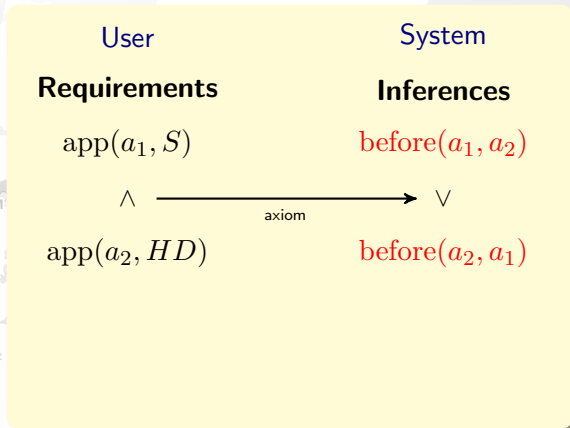 User System
Requirements Inferences
app(a₁, S) before(a₁, a₂)
∧ axiom ∨
app(a₂, HD) before(a₂, a₁)